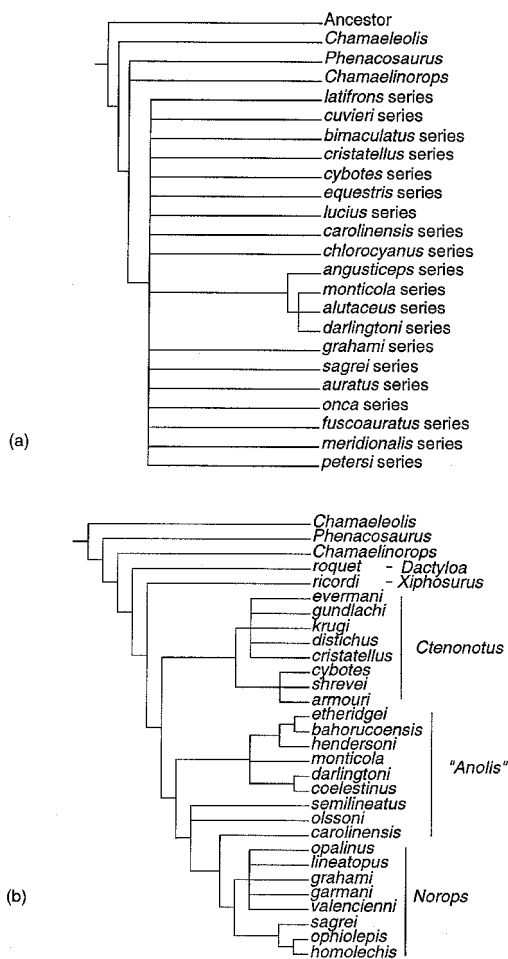 Ancestor
Chamaeleolis
Phenacosaurus
Chamaelinorops
latifrons series
cuvieri series
bimaculatus series
cristatellus series
cybotes series
equestris series
lucius series
carolinensis series
chlorocyanus series
angusticeps series
monticola series
alutaceus series
darlingtoni series
grahami series
sagrei series
auratus series
onca series
fuscoauratus series
meridionalis series
petersi series
(a)
Chamaeleolis
Phenacosaurus
Chamaelinorops
roquet - Dactyloa
ricordi - Xiphosurus
evermani
gundlachi
krugi
distichus
cristatellus
cybotes
shrevei
armouri
Ctenonotus
etheridgei
bahorucoensis
hendersoni
monticola
darlingtoni
coelestinus
semilineatus
olssoni
carolinensis
"Anolis"
opalinus
lineatopus
grahami
garmani
valencienni
sagrei
ophiolepis
homolechis
Norops
(b)